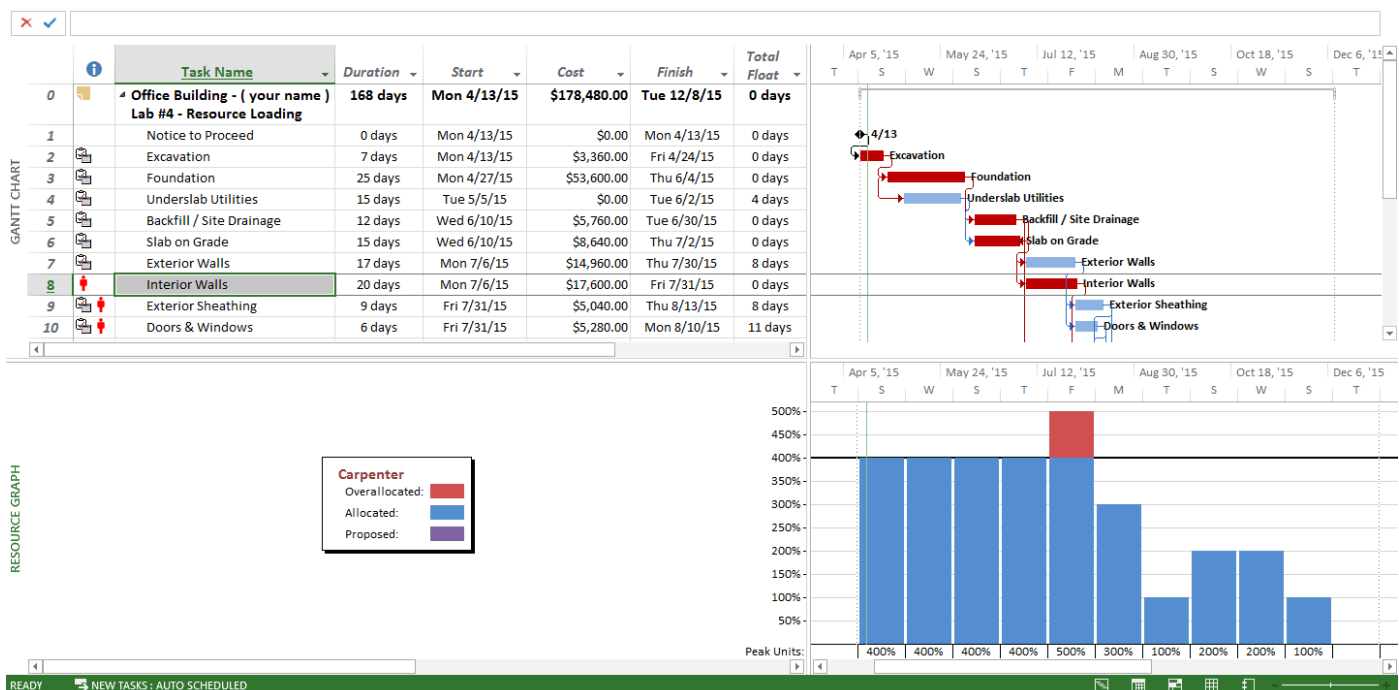 Task Name Duration Start Cost Finish Total Float
Apr 5, '15 May 24, '15 Jul 12, '15 Aug 30, '15 Oct 18, '15 Dec 6, '15
T S W S T F M T S W S T
GANTT CHART
0 Office Building - ( your name ) Lab #4 - Resource Loading 168 days Mon 4/13/15 $178,480.00 Tue 12/8/15 0 days
1 Notice to Proceed 0 days Mon 4/13/15 $0.00 Mon 4/13/15 0 days 4/13
2 Excavation 7 days Mon 4/13/15 $3,360.00 Fri 4/24/15 0 days Excavation
3 Foundation 25 days Mon 4/27/15 $53,600.00 Thu 6/4/15 0 days Foundation
4 Underslab Utilities 15 days Tue 5/5/15 $0.00 Tue 6/2/15 4 days Underslab Utilities
5 Backfill / Site Drainage 12 days Wed 6/10/15 $5,760.00 Tue 6/30/15 0 days Backfill / Site Drainage
6 Slab on Grade 15 days Wed 6/10/15 $8,640.00 Thu 7/2/15 0 days Slab on Grade
7 Exterior Walls 17 days Mon 7/6/15 $14,960.00 Thu 7/30/15 8 days Exterior Walls
8 Interior Walls 20 days Mon 7/6/15 $17,600.00 Fri 7/31/15 0 days Interior Walls
9 Exterior Sheathing 9 days Fri 7/31/15 $5,040.00 Thu 8/13/15 8 days Exterior Sheathing
10 Doors & Windows 6 days Fri 7/31/15 $5,280.00 Mon 8/10/15 11 days Doors & Windows
RESOURCE GRAPH
Carpenter
Overallocated:
Allocated:
Proposed:
Apr 5, '15 May 24, '15 Jul 12, '15 Aug 30, '15 Oct 18, '15 Dec 6, '15
T S W S T F M T S W S T
500%
450%
400%
350%
300%
250%
200%
150%
100%
50%
Peak Units: 400% 400% 400% 400% 500% 300% 100% 200% 200% 100%
READY NEW TASKS : AUTO SCHEDULED